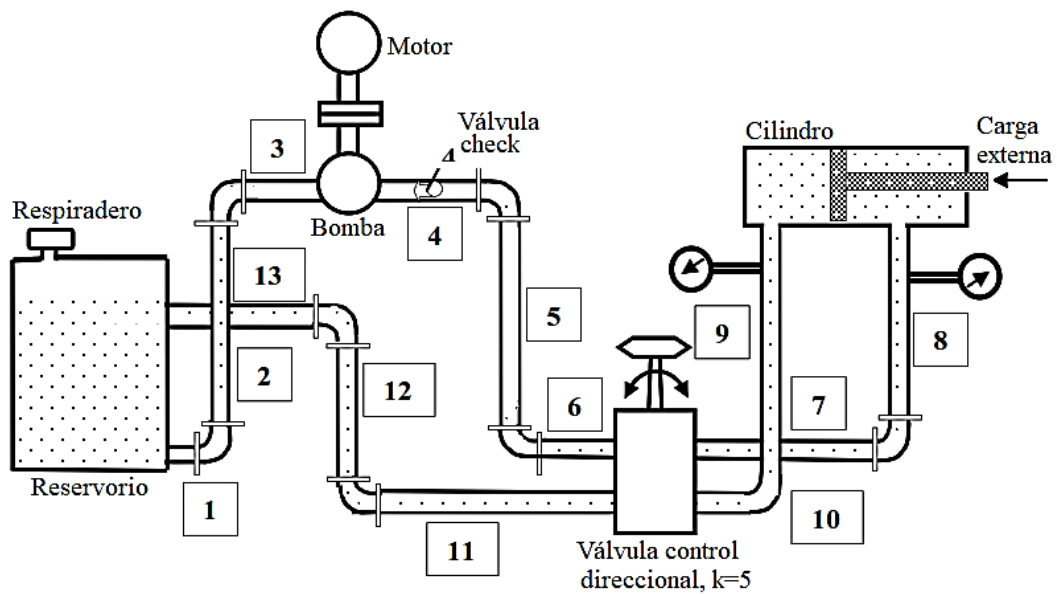 Motor
Válvula
check
3
Cilindro
Carga
externa
Respiradero
Bomba
4
13
5
9
8
2
12
6
7
Reservorio
1
10
11
Válvula control
direccional, k=5